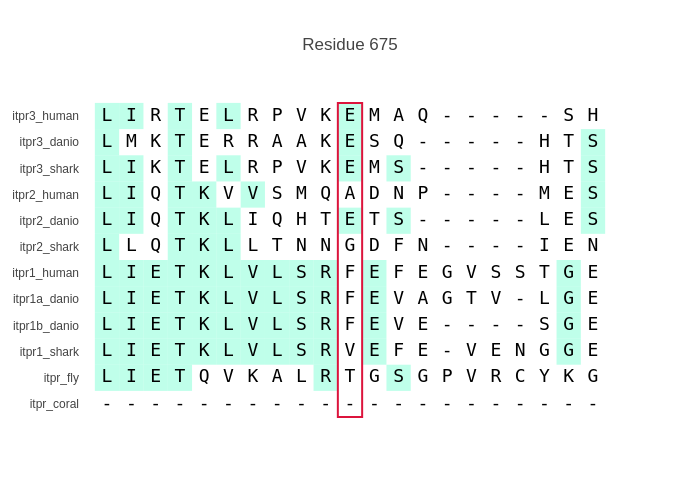 Residue 675
itpr3_human L I R T E L R P V K E M A Q - - - - - S H
itpr3_danio L M K T E R R A A K E S Q - - - - - H T S
itpr3_shark L I K T E L R P V K E M S - - - - - H T S
itpr2_human L I Q T K V V S M Q A D N P - - - - M E S
itpr2_danio L I Q T K L I Q H T E T S - - - - - L E S
itpr2_shark L L Q T K L L T N N G D F N - - - - I E N
itpr1_human L I E T K L V L S R F E F E G V S S T G E
itpr1a_danio L I E T K L V L S R F E V A G T V - L G E
itpr1b_danio L I E T K L V L S R F E V E - - - - S G E
itpr1_shark L I E T K L V L S R V E F E - V E N G G E
itpr_fly L I E T Q V K A L R T G S G P V R C Y K G
itpr_coral - - - - - - - - - - - - - - - - - - - - -